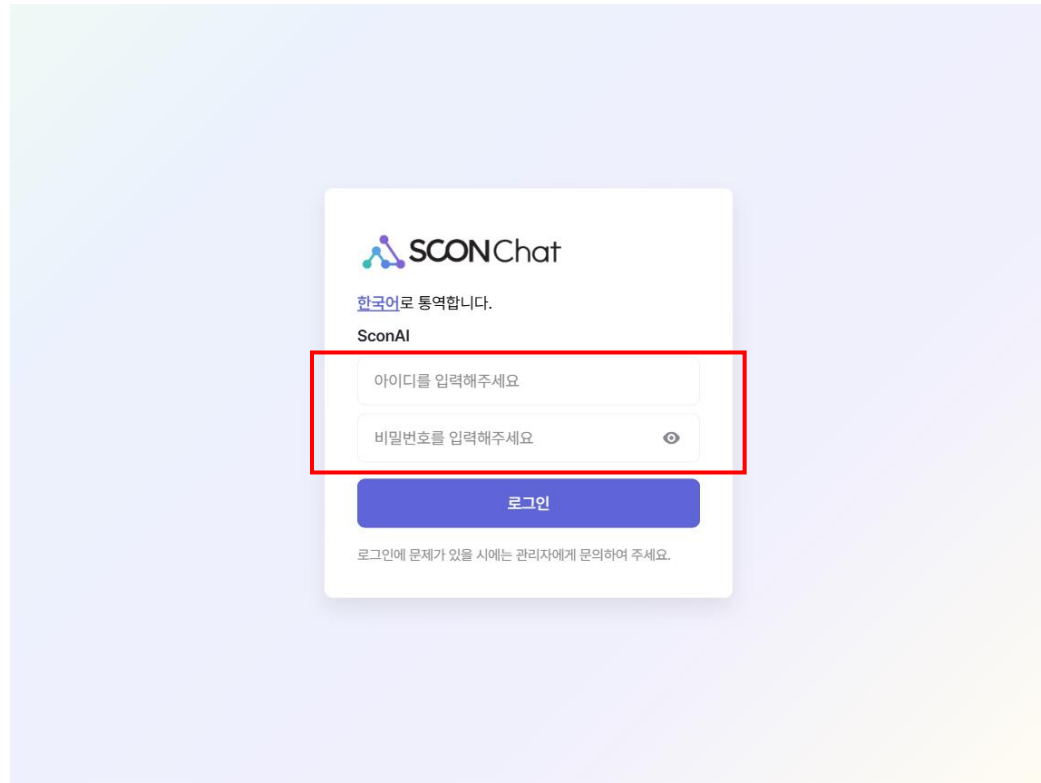 SCON Chat
한국어로 통역합니다.
SconAI
아이디를 입력해주세요
비밀번호를 입력해주세요
로그인
로그인에 문제가 있을 시에는 관리자에게 문의하여 주세요.